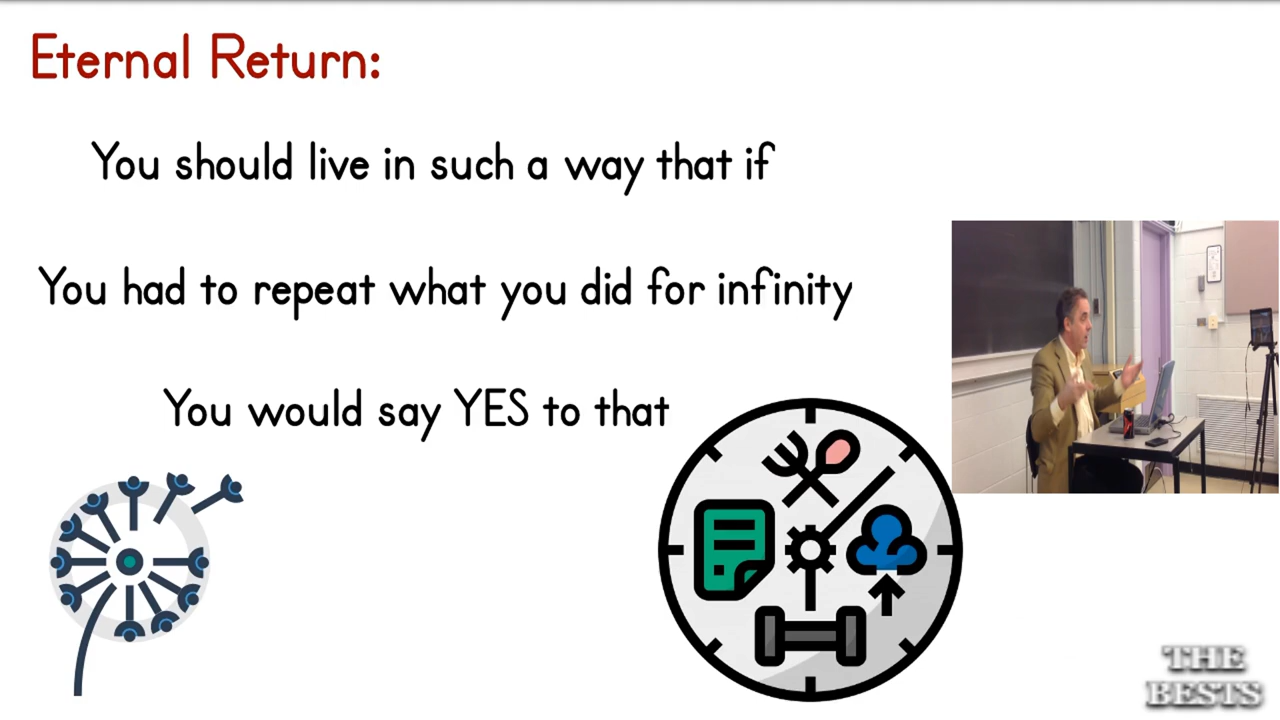 Eternal Return:
You should live in such a way that if
You had to repeat what you did for infinity
You would say YES to that
THE
BESTS